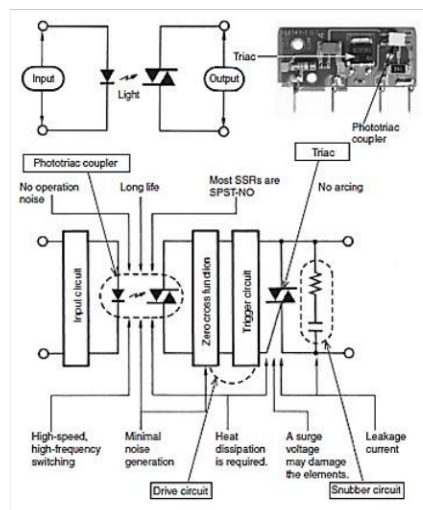 Input
Light
Output
Triac
Phototriac
coupler
Phototriac coupler
Triac
No operation
noise
Long life
Most SSRs are
SPST-NO
No arcing
Input circuit
Zero cross function
Trigger circuit
High-speed,
high-frequency
switching
Minimal
noise
generation
Heat
dissipation
is required.
A surge
voltage
may damage
the elements.
Leakage
current
Drive circuit
Snubber circuit